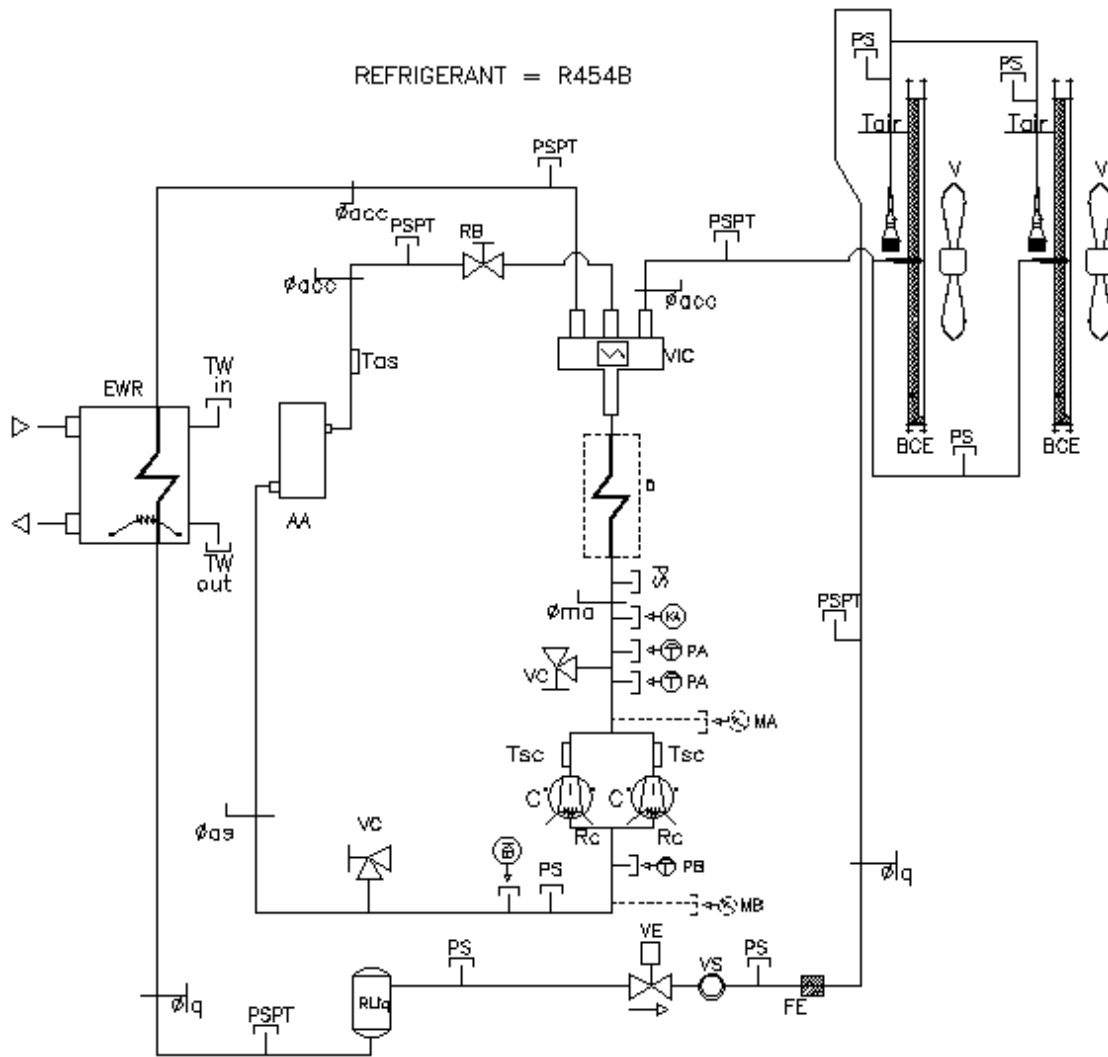 PS
PS
REFRIGERANT = R454B
Tair
Tair
PSPT
V
V
øacc
PSPT
RB
PSPT
øacc
øacc
VIC
Tas
TW
in
EWR
BCE
PS
BCE
AA
TW
out
øma
KA
PSPT
PA
VC
PA
MA
Tsc
Tsc
C
C
Rc
Rc
øas
VC
PS
PB
ølq
MB
PS
VE
VS
PS
ølq
RLiq
FE
PSPT